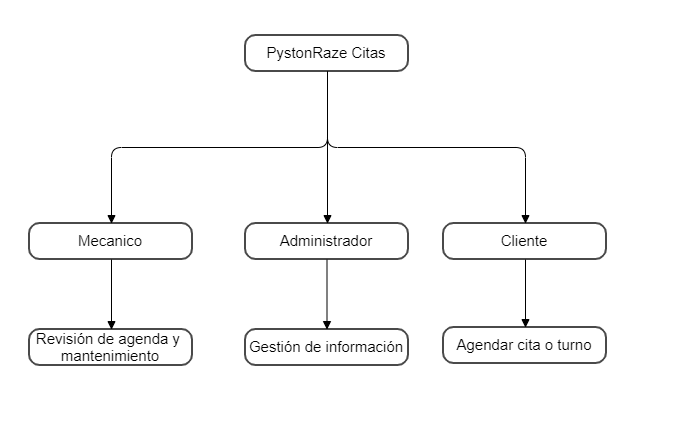 PystonRaze Citas
Mecanico
Administrador
Cliente
Revisión de agenda y
mantenimiento
Gestión de información
Agendar cita o turno